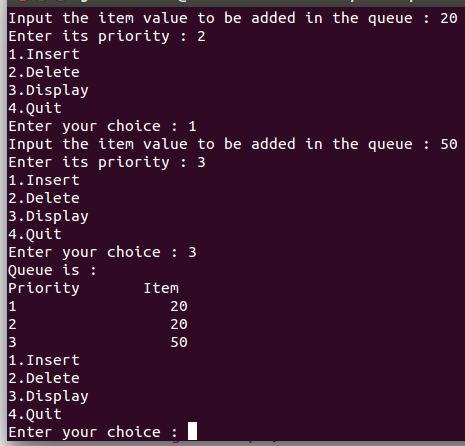 Input the item value to be added in the queue : 20
Enter its priority : 2
1.Insert
2.Delete
3.Display
4.Quit
Enter your choice : 1
Input the item value to be added in the queue : 50
Enter its priority : 3
1.Insert
2.Delete
3.Display
4.Quit
Enter your choice : 3
Queue is :
Priority       Item
1                 20
2                 20
3                 50
1.Insert
2.Delete
3.Display
4.Quit
Enter your choice :